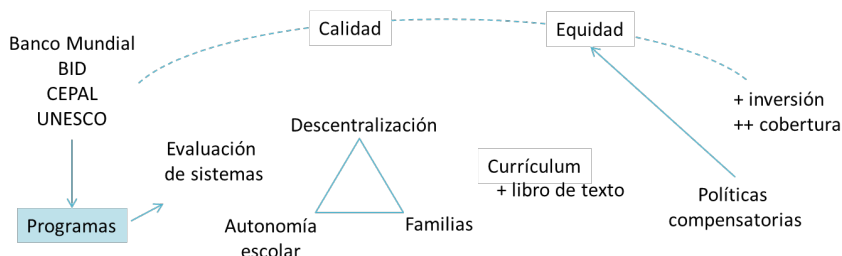 Calidad
Equidad
Banco Mundial
BID
CEPAL
UNESCO
+ inversión
++ cobertura
Descentralización
Evaluación
de sistemas
Currículum
+ libro de texto
Políticas
compensatorias
Programas
Autonomía
escolar
Familias